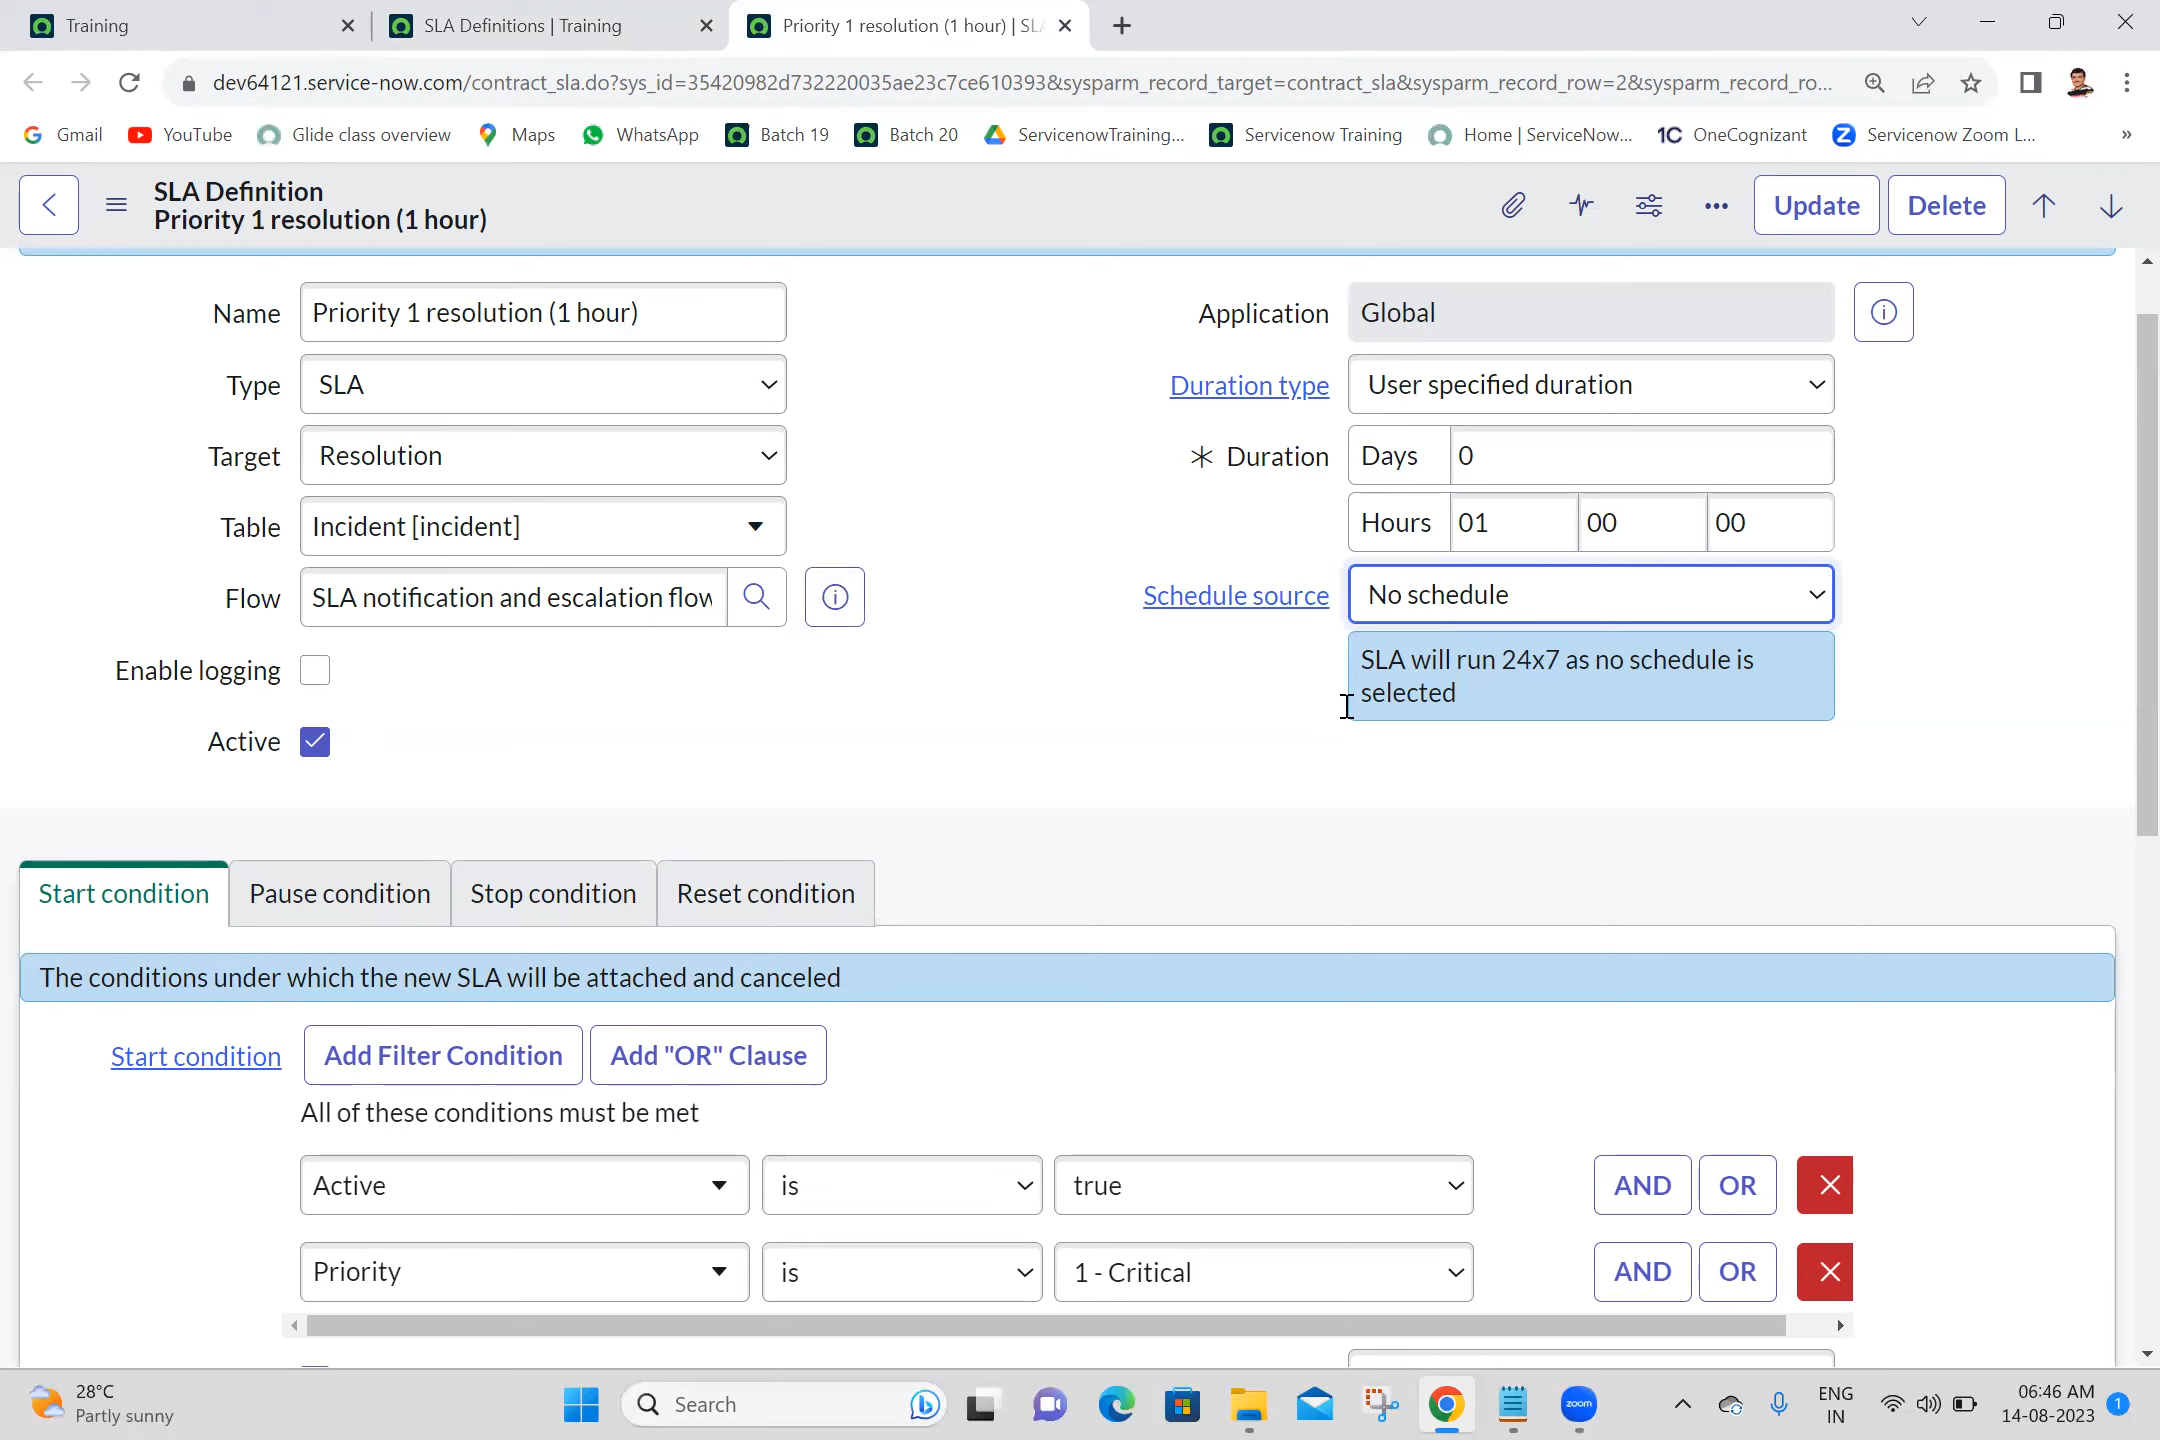 Training
SLA Definitions | Training
Priority 1 resolution (1 hour) | SL
dev64121.service-now.com/contract_sla.do?sys_id=35420982d732220035ae23c7ce610393&sysparm_record_target=contract_sla&sysparm_record_row=2&sysparm_record_ro...
Gmail
YouTube
Glide class overview
Maps
WhatsApp
Batch 19
Batch 20
ServicenowTraining...
Servicenow Training
Home | ServiceNow...
1C OneCognizant
Z Servicenow Zoom L...
»
SLA Definition
Priority 1 resolution (1 hour)
Update
Delete
Name
Priority 1 resolution (1 hour)
Application
Global
Type
SLA
Duration type
User specified duration
Target
Resolution
* Duration
Days
0
Table
Incident [incident]
Hours
01
00
00
Flow
SLA notification and escalation flow
Schedule source
No schedule
SLA will run 24x7 as no schedule is
selected
Enable logging
Active
Start condition
Pause condition
Stop condition
Reset condition
The conditions under which the new SLA will be attached and canceled
Start condition
Add Filter Condition
Add "OR" Clause
All of these conditions must be met
Active
is
true
AND
OR
Priority
is
1 - Critical
AND
OR
28°C
Partly sunny
Search
zoom
ENG
IN
06:46 AM
14-08-2023
1